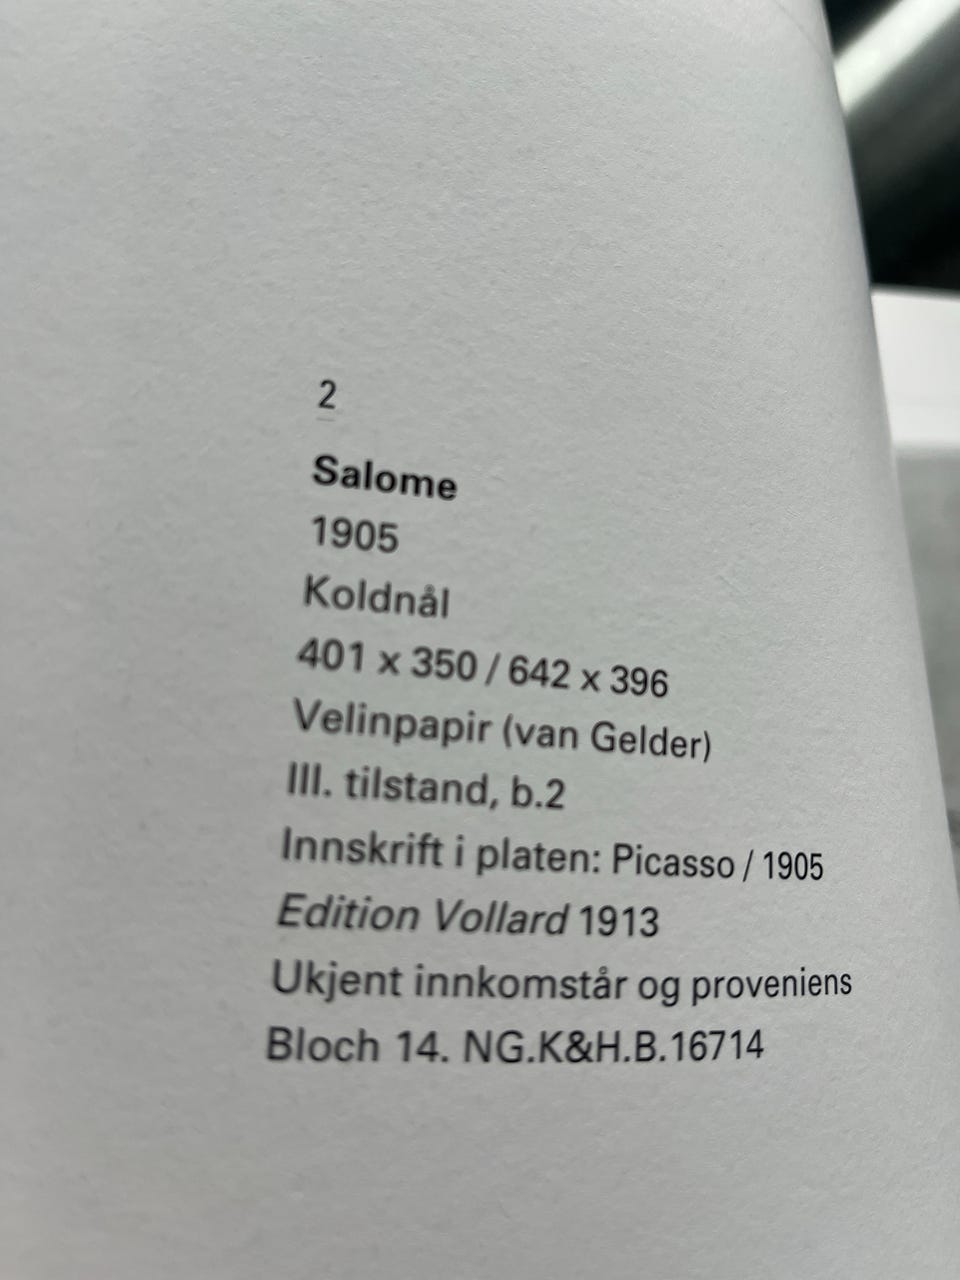 2
Salome
1905
Koldnål
401 x 350 / 642 x 396
Velinpapir (van Gelder)
III. tilstand, b.2
Innskrift i platen: Picasso / 1905
Edition Vollard 1913
Ukjent innkomstår og proveniens
Bloch 14. NG.K&H.B.16714